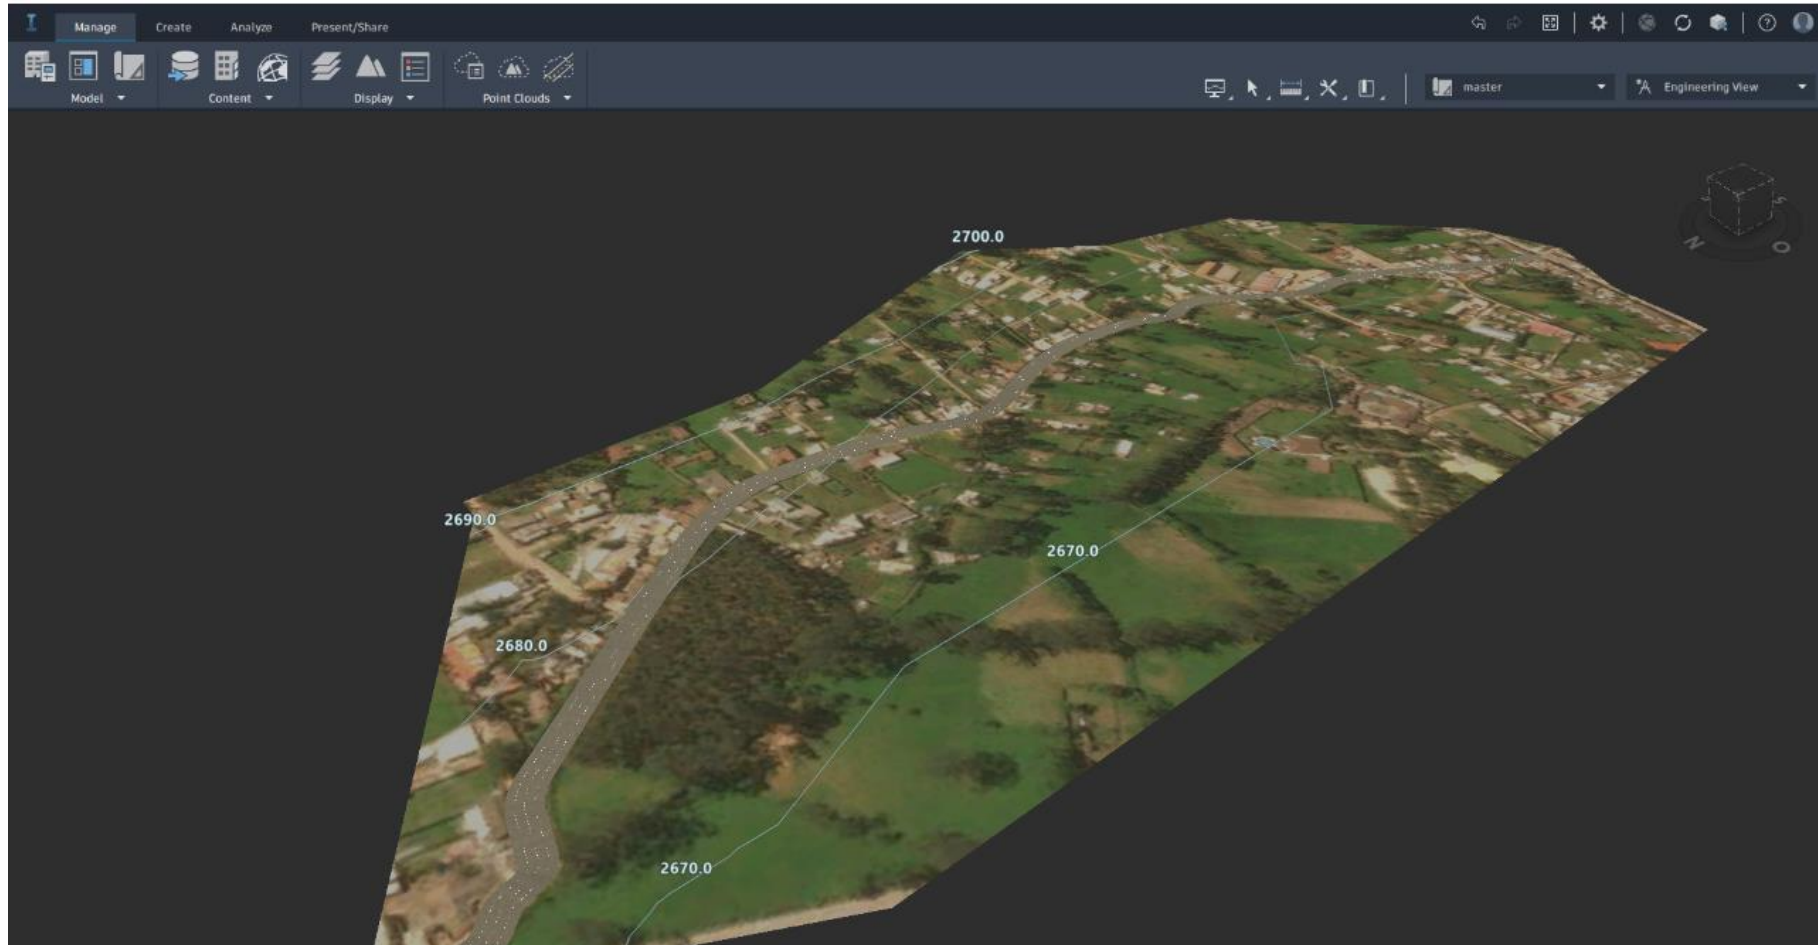 Manage Create Analyze Present/Share
Model Content Display Point Clouds
master Engineering View
2700.0
N O
2690.0
2670.0
2680.0
2670.0